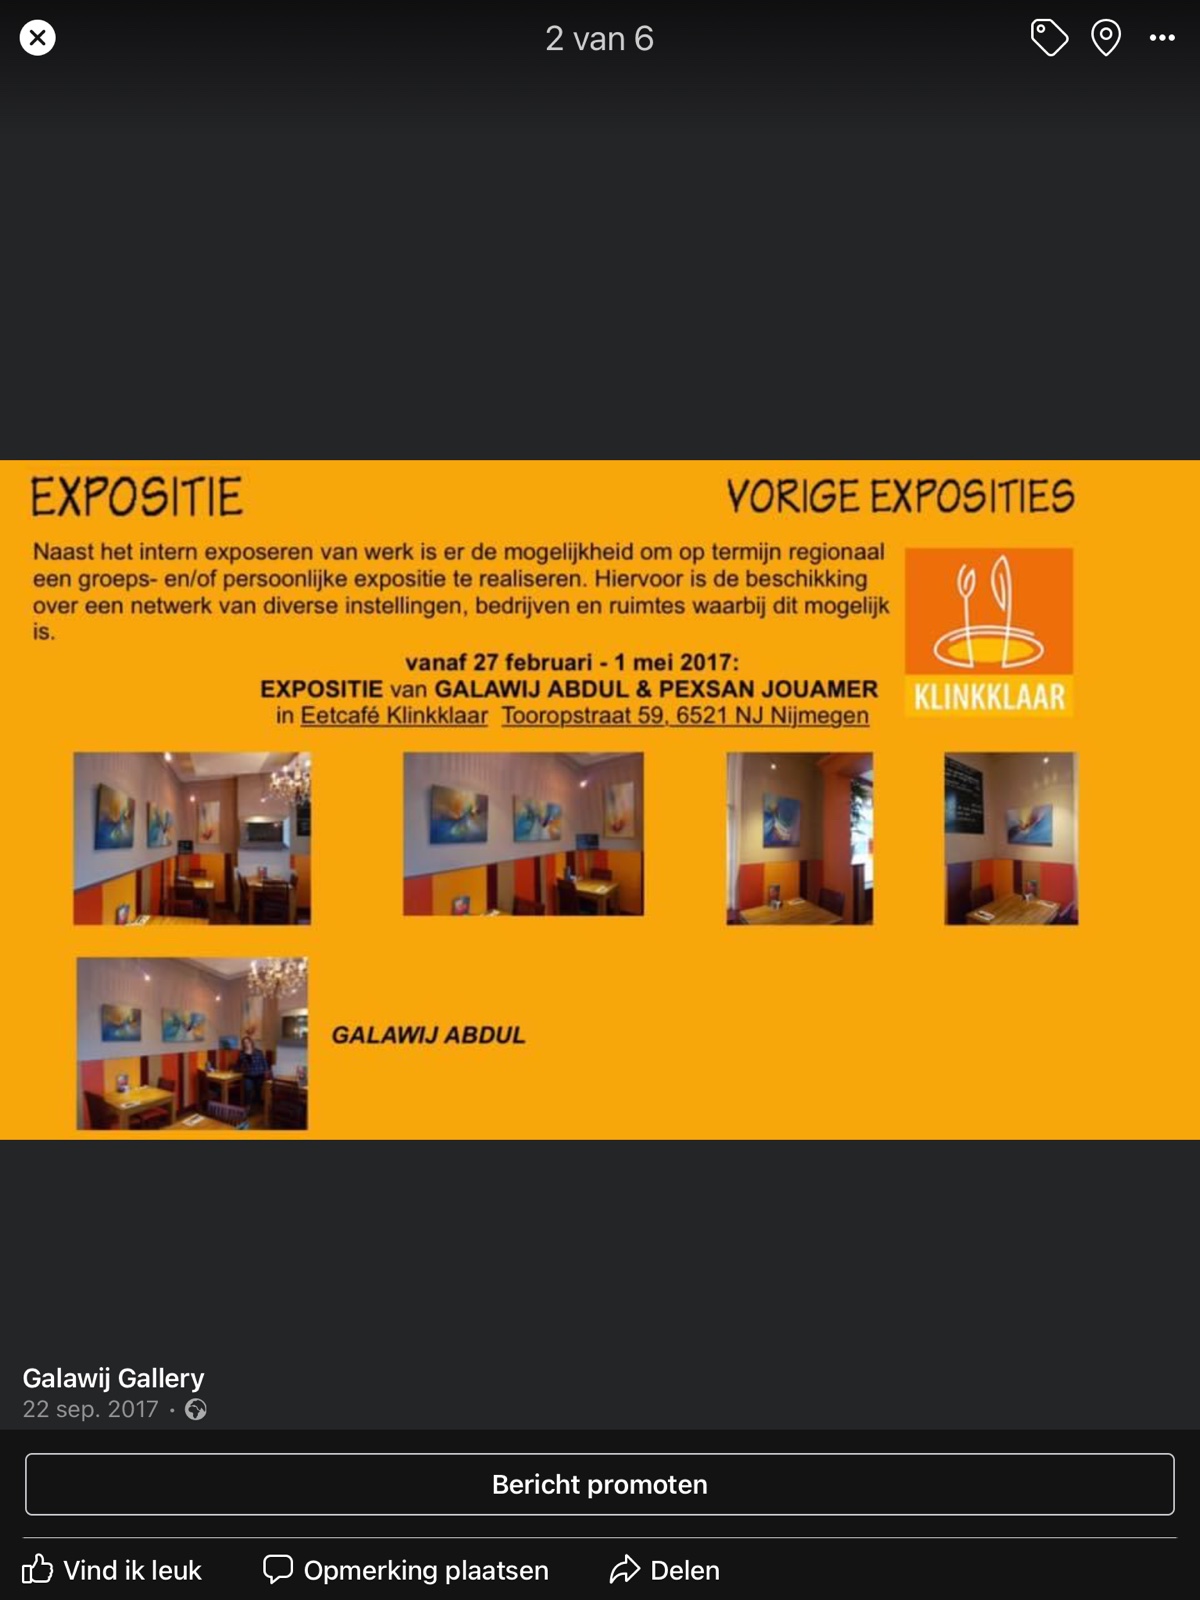 2 van 6
EXPOSITIE
VORIGE EXPOSITIES
Naast het intern exposeren van werk is er de mogelijkheid om op termijn regionaal
een groeps- en/of persoonlijke expositie te realiseren. Hiervoor is de beschikking
over een netwerk van diverse instellingen, bedrijven en ruimtes waarbij dit mogelijk
is.
vanaf 27 februari - 1 mei 2017:
EXPOSITIE van GALAWIJ ABDUL & PEXSAN JOUAMER
in Eetcafé Klinkklaar Tooropstraat 59, 6521 NJ Nijmegen
KLINKKLAAR
GALAWIJ ABDUL
Galawij Gallery
22 sep. 2017 ·
Bericht promoten
Vind ik leuk
Opmerking plaatsen
Delen